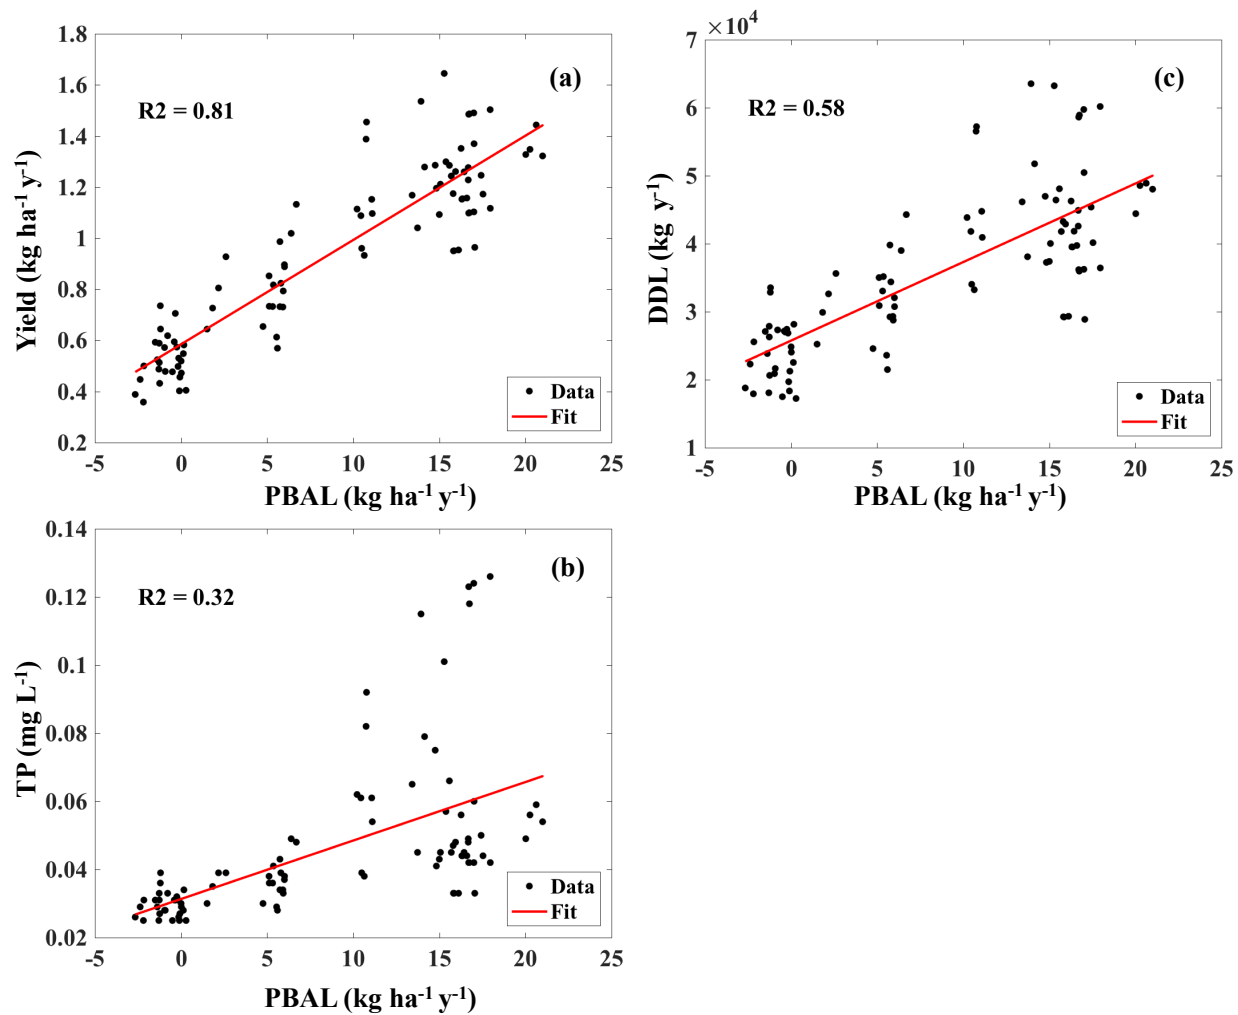 1.8
1.6
1.4
1.2
1
0.8
0.6
0.4
0.2
Yield (kg ha⁻¹ y⁻¹)
(a)
R2 = 0.81
Data
Fit
-5 0 5 10 15 20 25
PBAL (kg ha⁻¹ y⁻¹)
×10⁴
7
6
5
4
3
2
1
DDL (kg y⁻¹)
(c)
R2 = 0.58
Data
Fit
-5 0 5 10 15 20 25
PBAL (kg ha⁻¹ y⁻¹)
0.14
0.12
0.1
0.08
0.06
0.04
0.02
TP (mg L⁻¹)
(b)
R2 = 0.32
Data
Fit
-5 0 5 10 15 20 25
PBAL (kg ha⁻¹ y⁻¹)